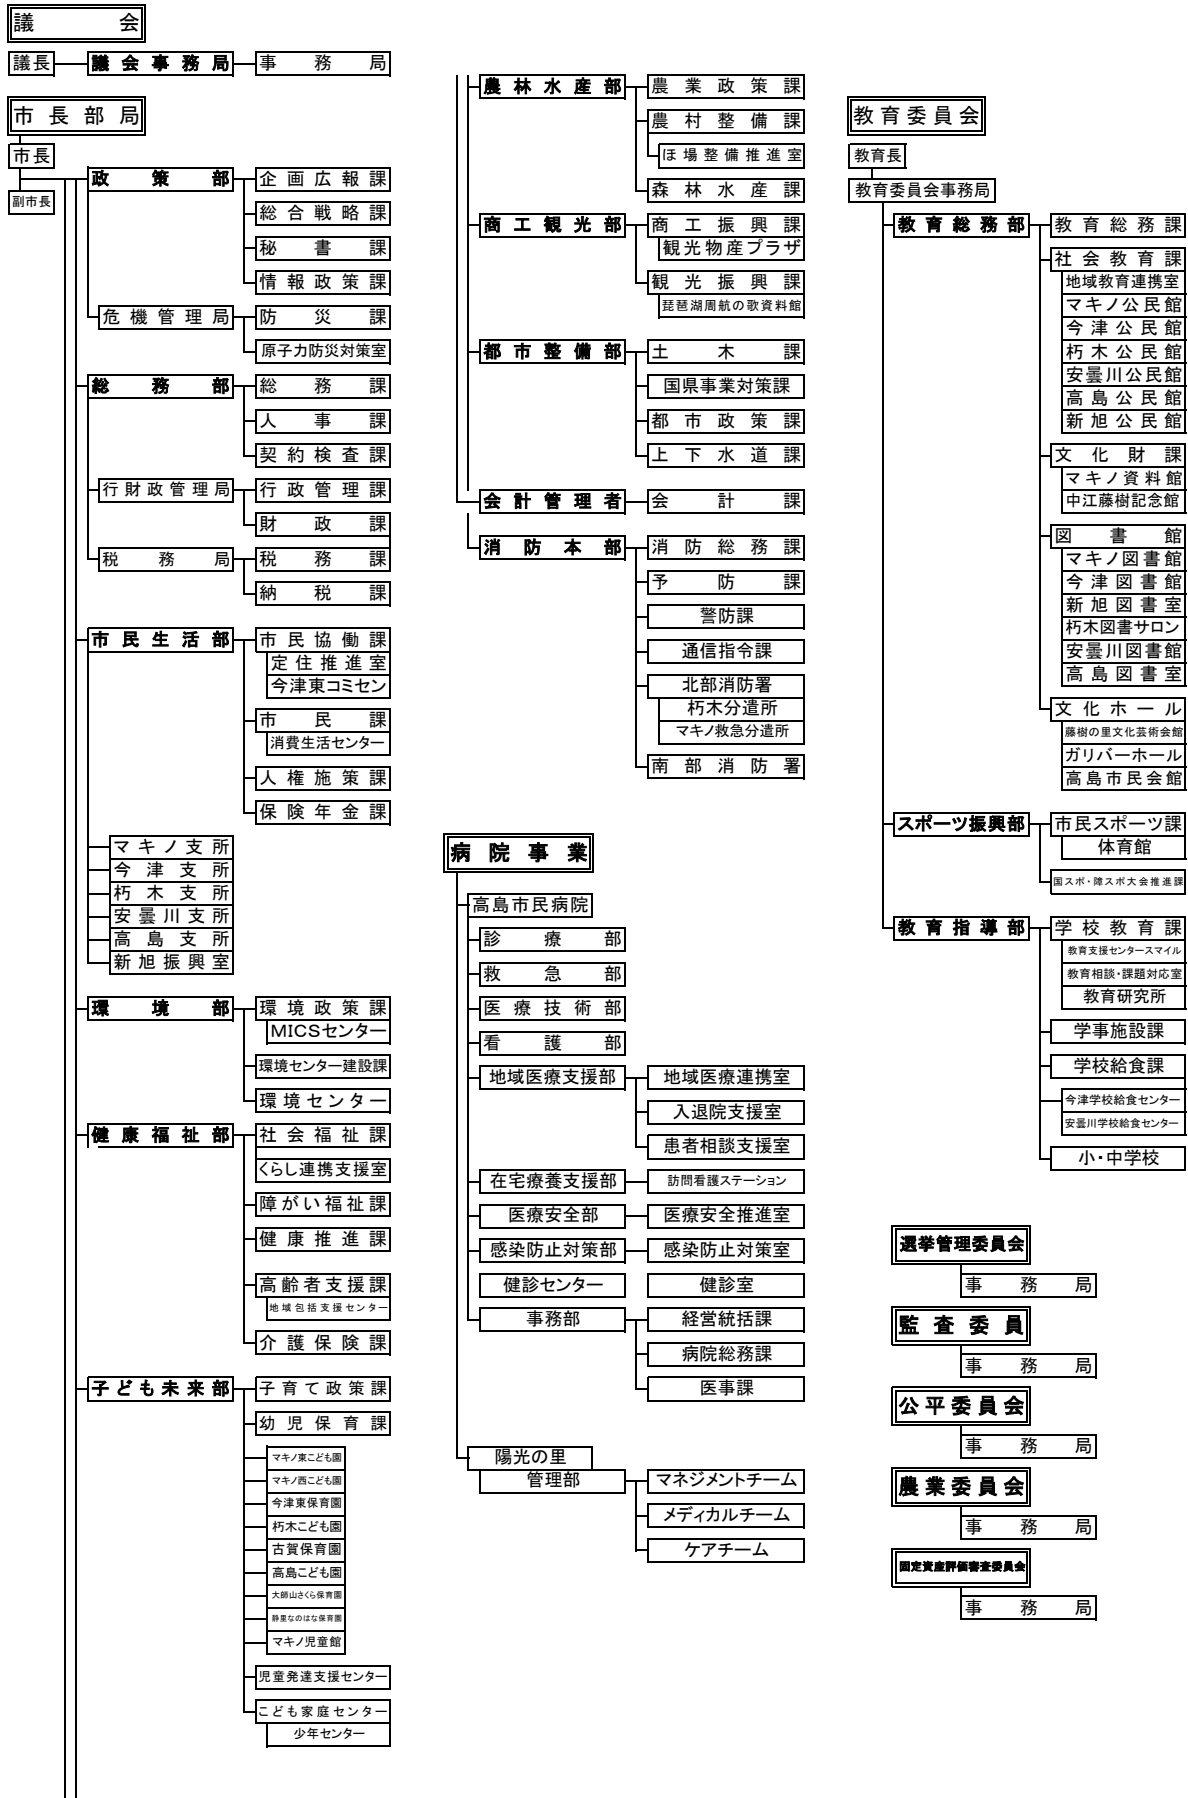 議会
議長
議会事務局
事務局
市長部局
市長
副市長
政策部
企画広報課
総合戦略課
秘書課
情報政策課
危機管理局
防災課
原子力防災対策室
総務部
総務課
人事課
契約検査課
行財政管理局
行政管理課
財政課
税務局
税務課
納税課
市民生活部
市民協働課
定住推進室
今津東コミセン
市民課
消費生活センター
人権施策課
保険年金課
マキノ支所
今津支所
朽木支所
安曇川支所
高島支所
新旭振興室
環境部
環境政策課
MICSセンター
環境センター建設課
環境センター
健康福祉部
社会福祉課
くらし連携支援室
障がい福祉課
健康推進課
高齢者支援課
地域包括支援センター
介護保険課
子ども未来部
子育て政策課
幼児保育課
マキノ東こども園
マキノ西こども園
今津東保育園
朽木こども園
古賀保育園
高島こども園
大師山さくら保育園
静里なのはな保育園
マキノ児童館
児童発達支援センター
こども家庭センター
少年センター
農林水産部
農業政策課
農村整備課
ほ場整備推進室
森林水産課
商工観光部
商工振興課
観光物産プラザ
観光振興課
琵琶湖周航の歌資料館
都市整備部
土木課
国県事業対策課
都市政策課
上下水道課
会計管理者
会計課
消防本部
消防総務課
予防課
警防課
通信指令課
北部消防署
朽木分遣所
マキノ救急分遣所
南部消防署
病院事業
高島市民病院
診療部
救急部
医療技術部
看護部
地域医療支援部
地域医療連携室
入退院支援室
患者相談支援室
在宅療養支援部
訪問看護ステーション
医療安全部
医療安全推進室
感染防止対策部
感染防止対策室
健診センター
健診室
事務部
経営統括課
病院総務課
医事課
陽光の里
管理部
マネジメントチーム
メディカルチーム
ケアチーム
教育委員会
教育長
教育委員会事務局
教育総務部
教育総務課
社会教育課
地域教育連携室
マキノ公民館
今津公民館
朽木公民館
安曇川公民館
高島公民館
新旭公民館
文化財課
マキノ資料館
中江藤樹記念館
図書館
マキノ図書館
今津図書館
新旭図書室
朽木図書サロン
安曇川図書館
高島図書室
文化ホール
藤樹の里文化芸術会館
ガリバーホール
高島市民会館
スポーツ振興部
市民スポーツ課
体育館
国スポ・障スポ大会推進課
教育指導部
学校教育課
教育支援センタースマイル
教育相談・課題対応室
教育研究所
学事施設課
学校給食課
今津学校給食センター
安曇川学校給食センター
小・中学校
選挙管理委員会
事務局
監査委員
事務局
公平委員会
事務局
農業委員会
事務局
固定資産評価審査委員会
事務局